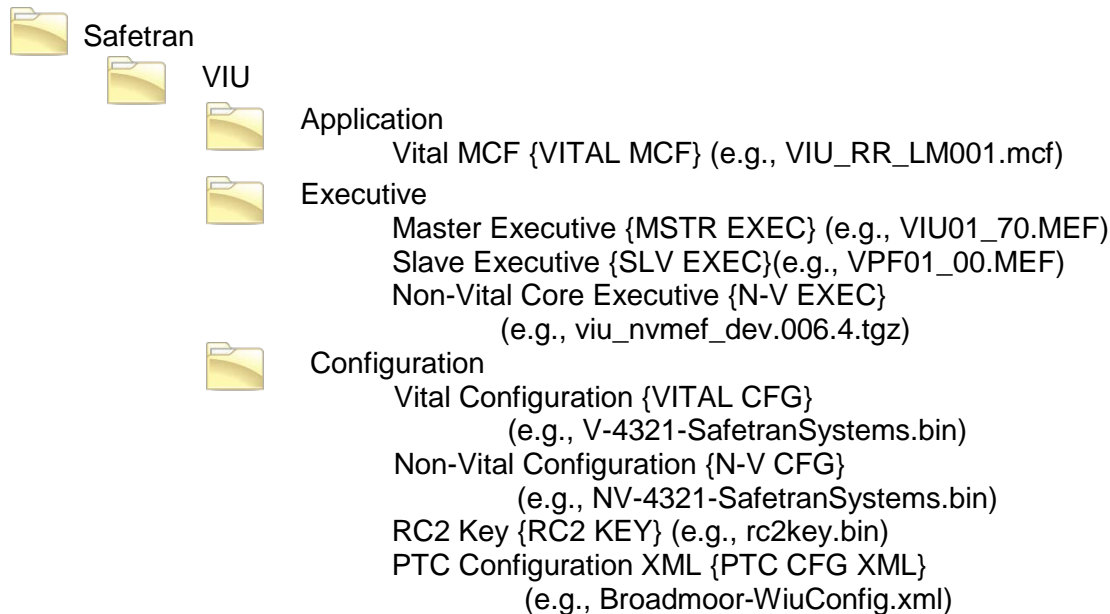 Safetran
VIU
Application
Vital MCF {VITAL MCF} (e.g., VIU_RR_LM001.mcf)
Executive
Master Executive {MSTR EXEC} (e.g., VIU01_70.MEF)
Slave Executive {SLV EXEC}(e.g., VPF01_00.MEF)
Non-Vital Core Executive {N-V EXEC}
(e.g., viu_nvmef_dev.006.4.tgz)
Configuration
Vital Configuration {VITAL CFG}
(e.g., V-4321-SafetranSystems.bin)
Non-Vital Configuration {N-V CFG}
(e.g., NV-4321-SafetranSystems.bin)
RC2 Key {RC2 KEY} (e.g., rc2key.bin)
PTC Configuration XML {PTC CFG XML}
(e.g., Broadmoor-WiuConfig.xml)